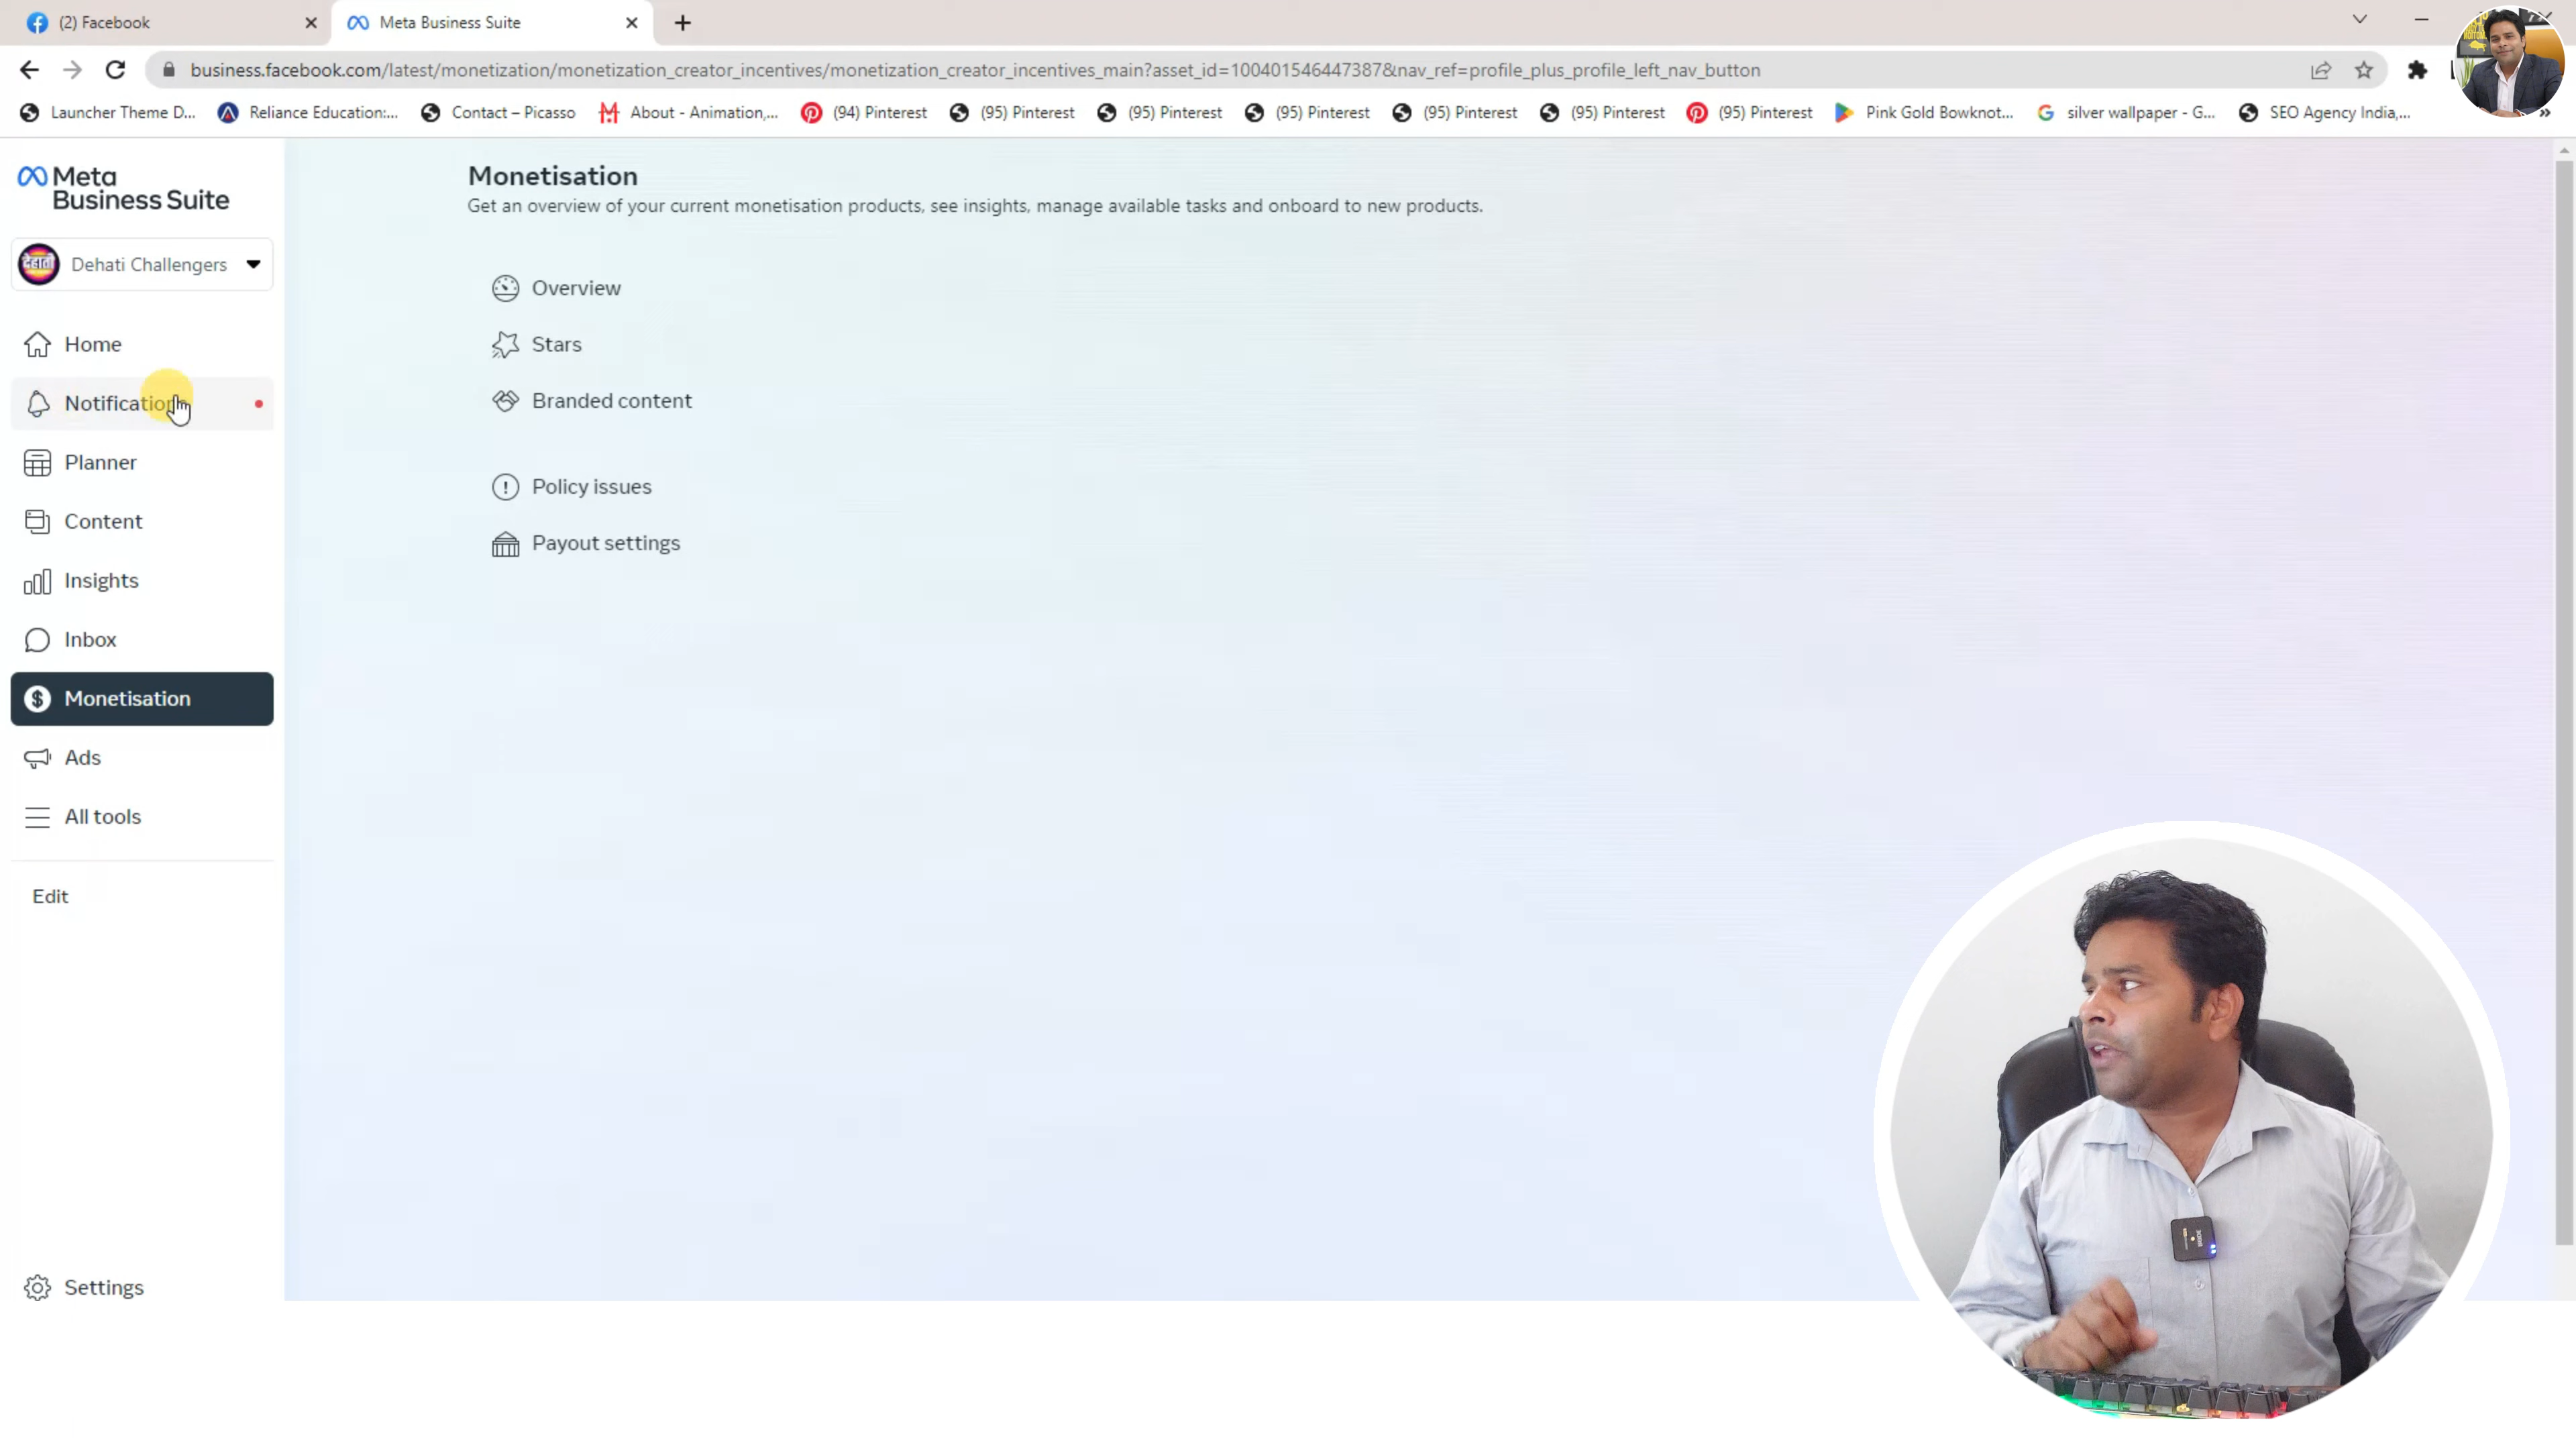 (2) Facebook
Meta Business Suite
business.facebook.com/latest/monetization/monetization_creator_incentives/monetization_creator_incentives_main?asset_id=100401546447387&nav_ref=profile_plus_profile_left_nav_button
Launcher Theme D... Reliance Education:... Contact – Picasso About - Animation,... (94) Pinterest (95) Pinterest (95) Pinterest (95) Pinterest (95) Pinterest (95) Pinterest (95) Pinterest Pink Gold Bowknot... silver wallpaper - G... SEO Agency India,...
Meta
Business Suite
देहाती
Dehati Challengers
Home
Notifications
Planner
Content
Insights
Inbox
Monetisation
Ads
All tools
Edit
Settings
Monetisation
Get an overview of your current monetisation products, see insights, manage available tasks and onboard to new products.
Overview
Stars
Branded content
Policy issues
Payout settings